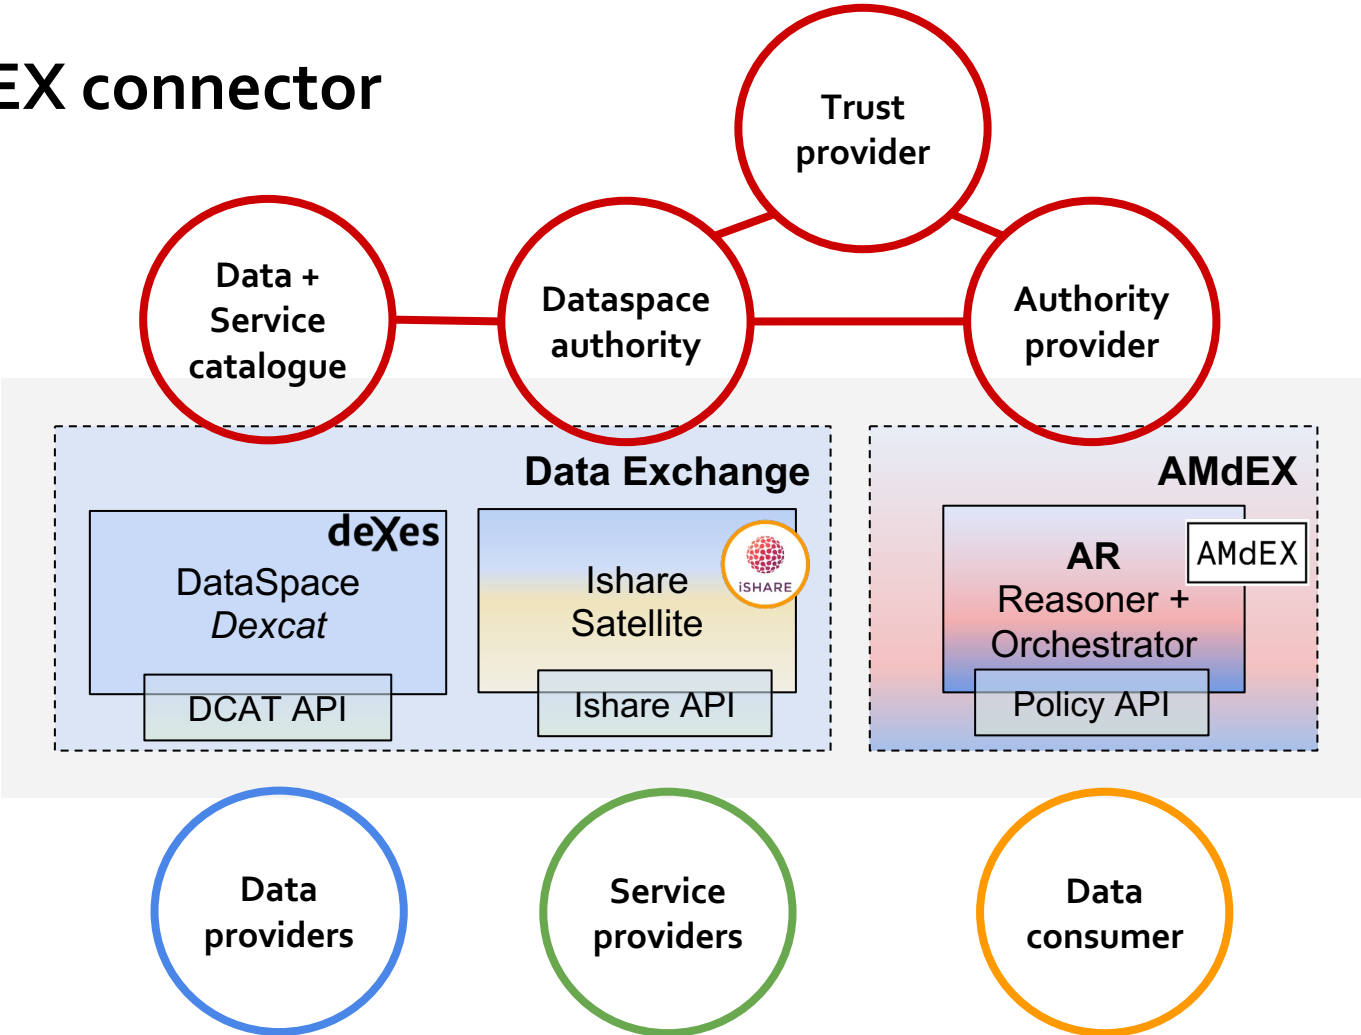 EX connector
Trust
provider
Data +
Service
catalogue
Dataspace
authority
Authority
provider
Data Exchange
AMdEX
deXes
DataSpace
Dexcat
DCAT API
Ishare
Satellite
iSHARE
Ishare API
AR
Reasoner +
Orchestrator
AMdEX
Policy API
Data
providers
Service
providers
Data
consumer